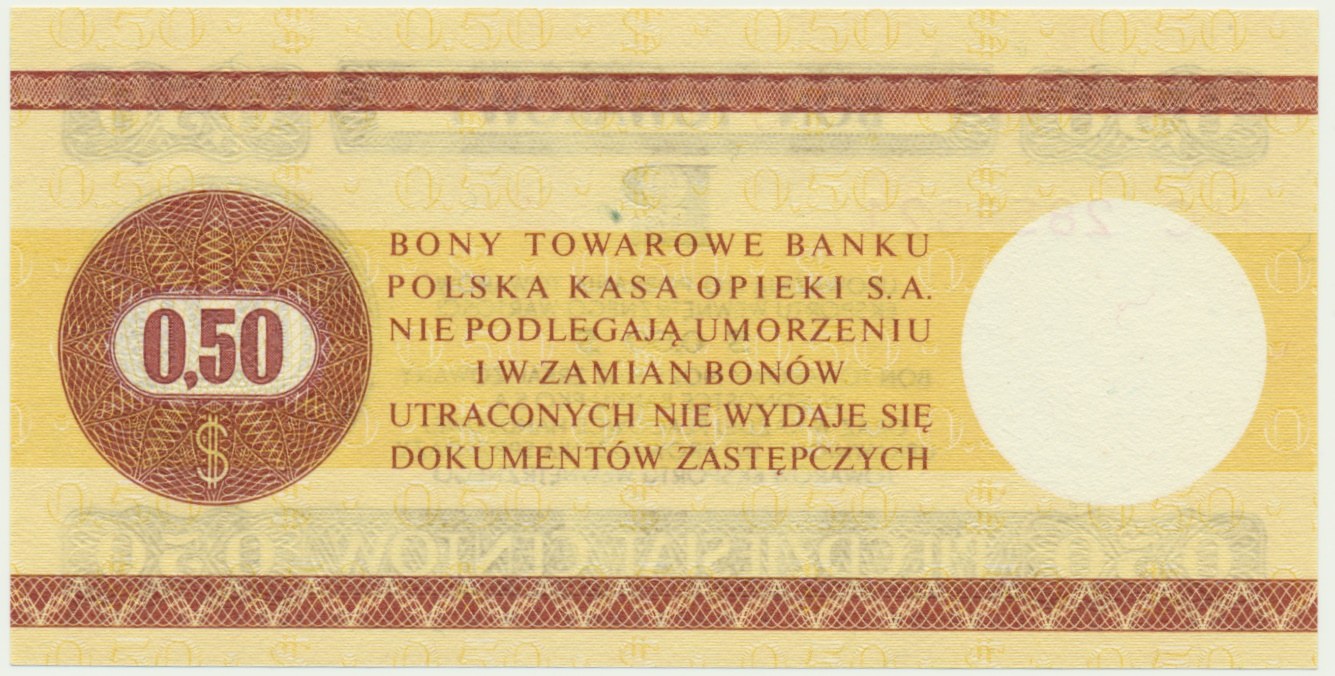 BONY TOWAROWE BANKU
POLSKA KASA OPIEKI S.A.
NIE PODLEGAJĄ UMORZENIU
I W ZAMIAN BONÓW
UTRACONYCH NIE WYDAJE SIĘ
DOKUMENTÓW ZASTĘPCZYCH
0,50
$